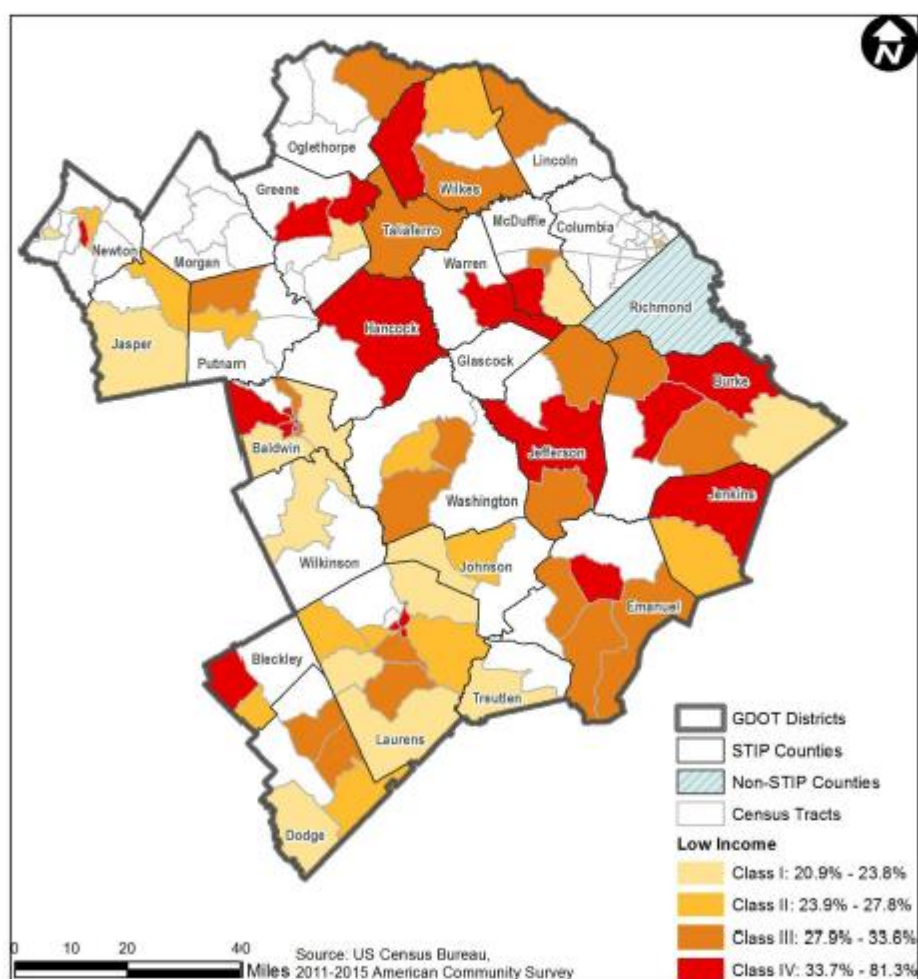 N
Oglethorpe
Lincoln
Greene
Wilkes
McDuffie
Columbia
Newton
Morgan
Taliaferro
Warren
Richmond
Hancock
Jasper
Putnam
Glascock
Burke
Baldwin
Jefferson
Washington
Jenkins
Wilkinson
Johnson
Emanuel
Bleckley
Treutlen
Laurens
Dodge
GDOT Districts
STIP Counties
Non-STIP Counties
Census Tracts
Low Income
Class I: 20.9% - 23.8%
Class II: 23.9% - 27.8%
Class III: 27.9% - 33.6%
Class IV: 33.7% - 81.3%
0 10 20 40
Miles
Source: US Census Bureau,
2011-2015 American Community Survey